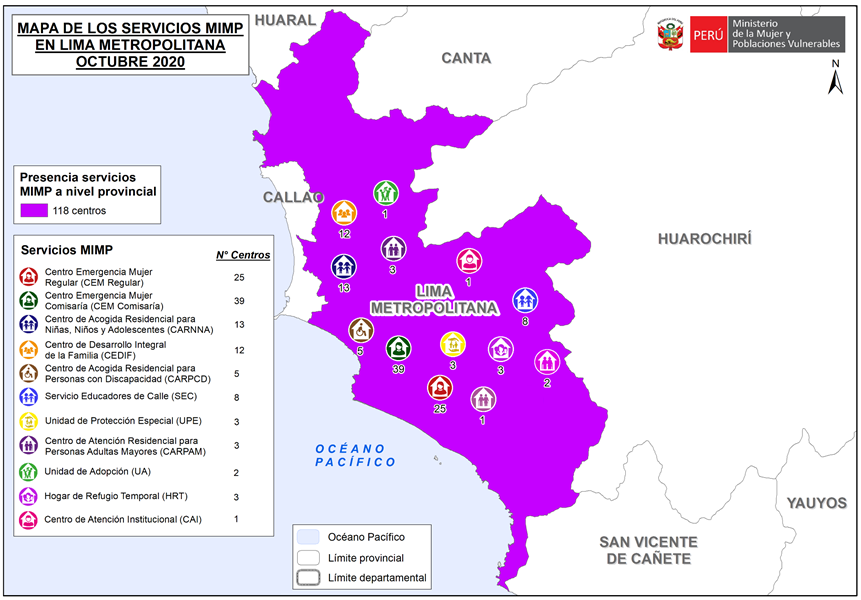 MAPA DE LOS SERVICIOS MIMP
EN LIMA METROPOLITANA
OCTUBRE 2020
HUARAL
PERÚ
Ministerio
de la Mujer y
Poblaciones Vulnerables
CANTA
N
Presencia servicios
MIMP a nivel provincial
118 centros
CALLAO
1
12
HUAROCHIRÍ
3
1
13
LIMA
METROPOLITANA
8
5
39
3
3
2
25
1
Servicios MIMP
N° Centros
Centro Emergencia Mujer
Regular (CEM Regular)
25
Centro Emergencia Mujer
Comisaría (CEM Comisaría)
39
Centro de Acogida Residencial para
Niñas, Niños y Adolescentes (CARNNA)
13
Centro de Desarrollo Integral
de la Familia (CEDIF)
12
Centro de Acogida Residencial para
Personas con Discapacidad (CARPCD)
5
Servicio Educadores de Calle (SEC)
8
Unidad de Protección Especial (UPE)
3
Centro de Atención Residencial para
Personas Adultas Mayores (CARPAM)
3
Unidad de Adopción (UA)
2
Hogar de Refugio Temporal (HRT)
3
Centro de Atención Institucional (CAI)
1
OCÉANO
PACÍFICO
YAUYOS
SAN VICENTE
DE CAÑETE
Océano Pacífico
Límite provincial
Límite departamental